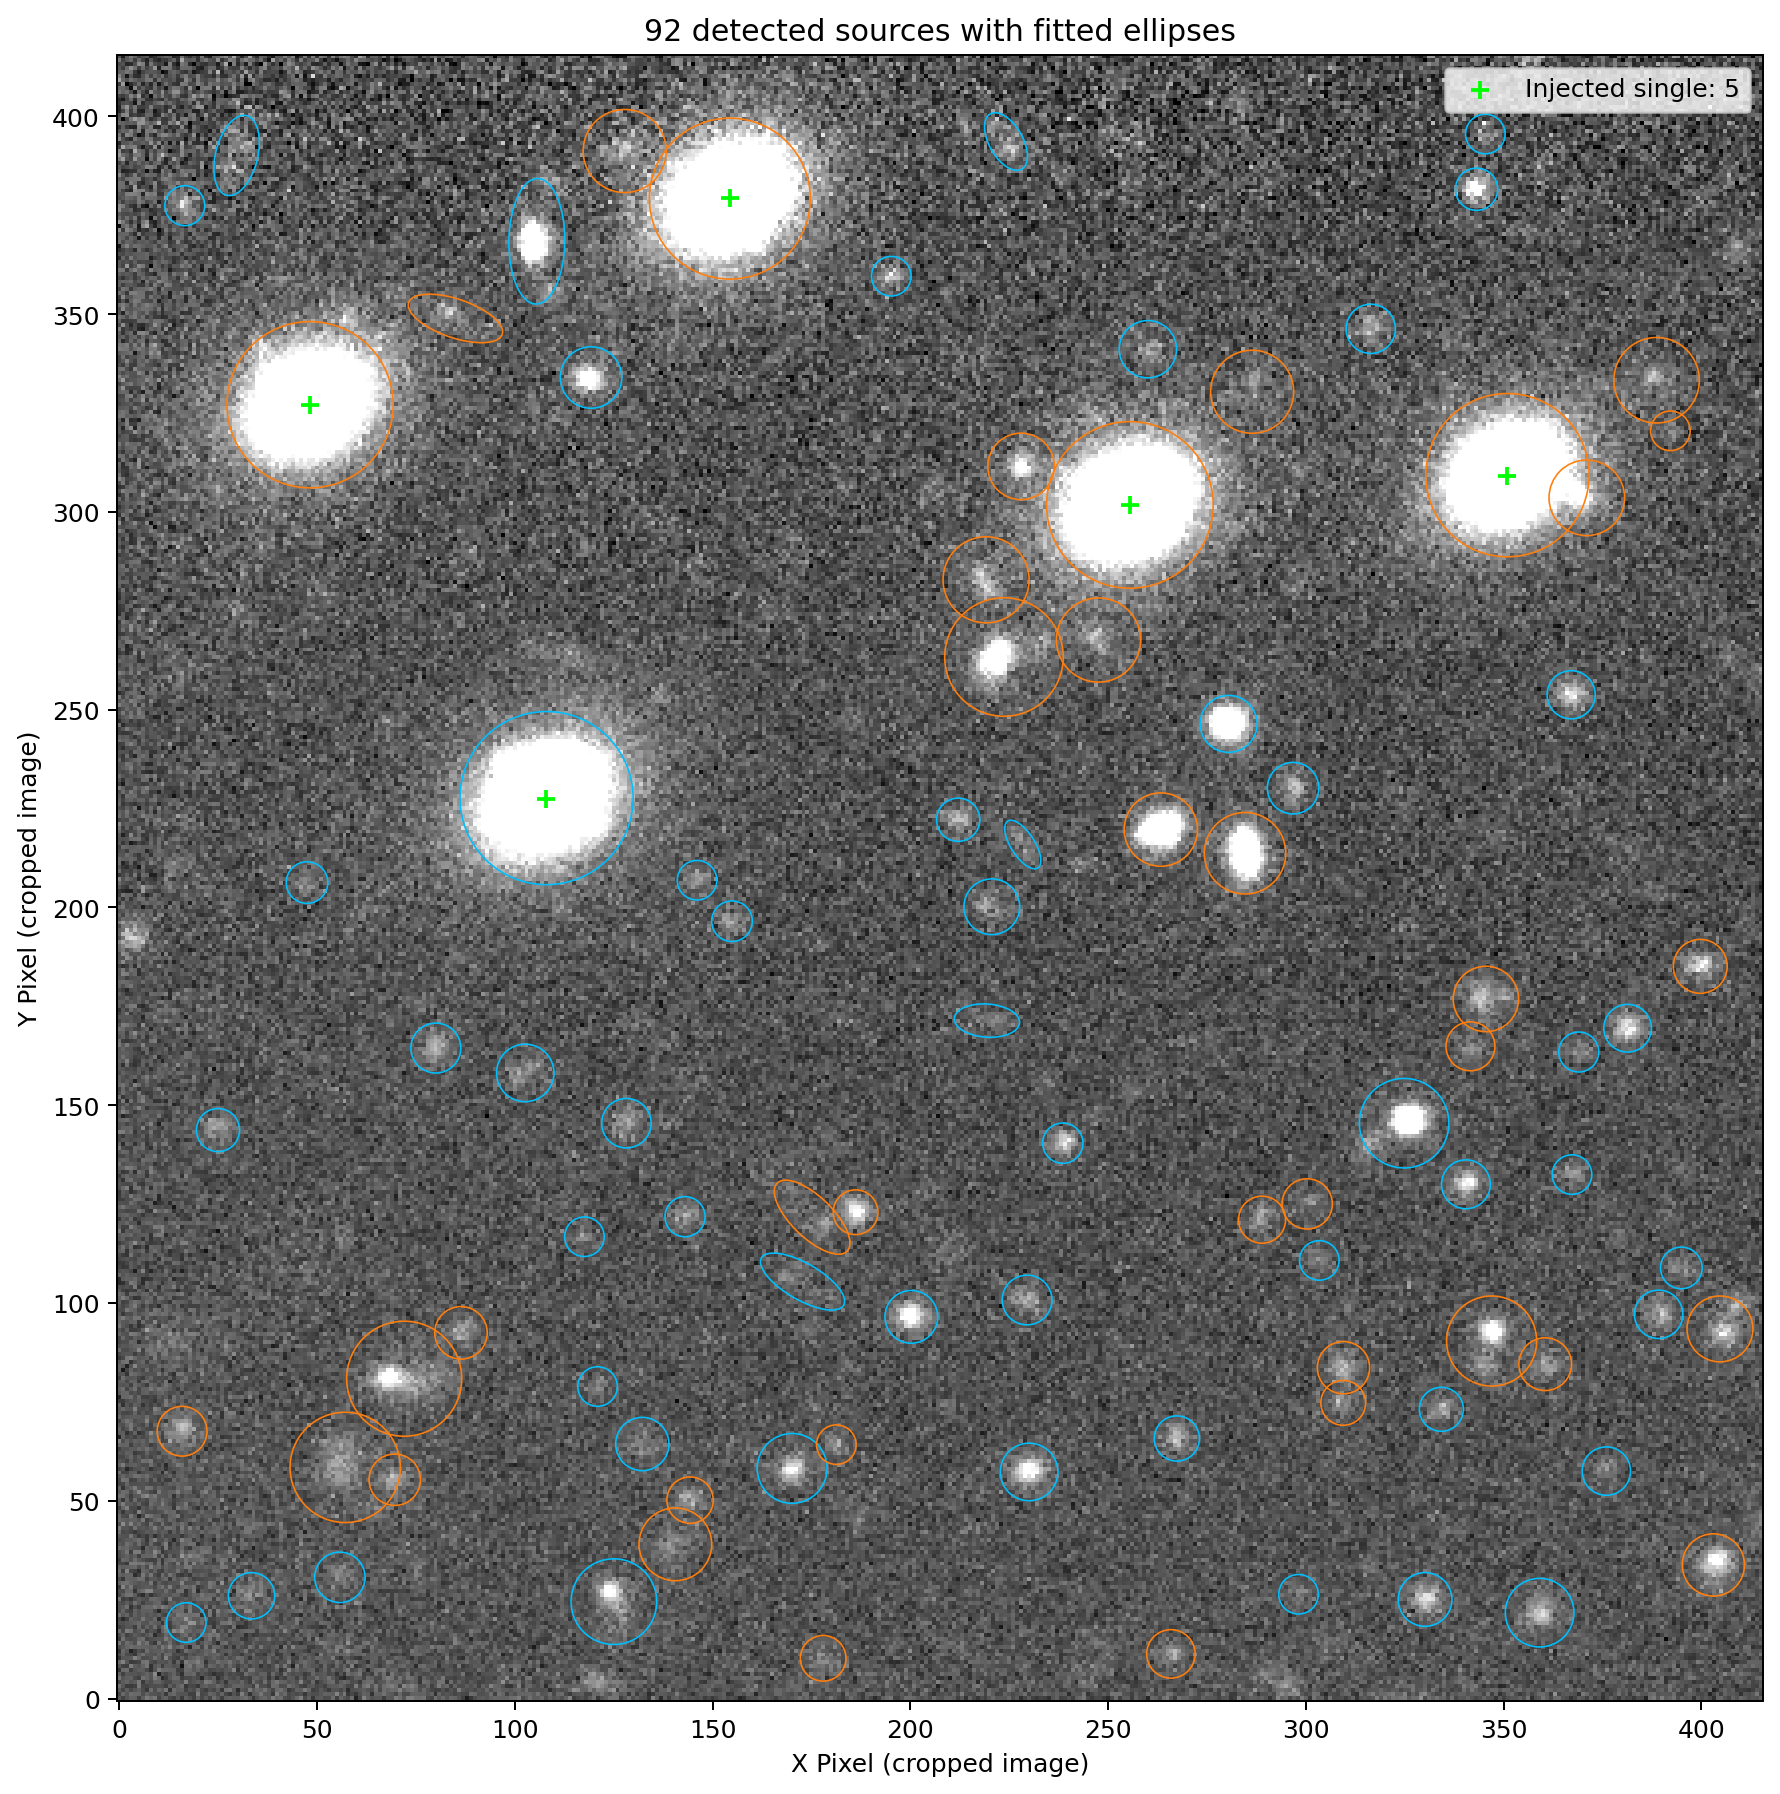 92 detected sources with fitted ellipses
Injected single: 5
400
350
300
250
200
150
100
50
0
Y Pixel (cropped image)
0 50 100 150 200 250 300 350 400
X Pixel (cropped image)